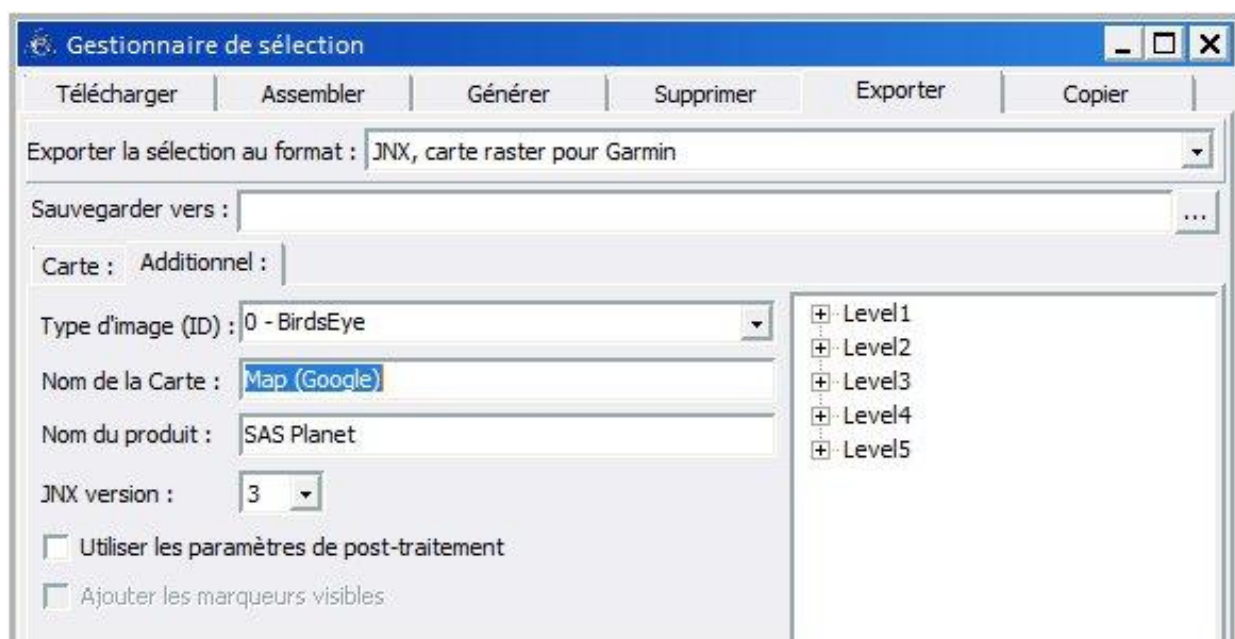 Gestionnaire de sélection
Télécharger Assembler Générer Supprimer Exporter Copier
Exporter la sélection au format : JNX, carte raster pour Garmin
Sauvegarder vers : ...
Carte : Additionnel :
Type d'image (ID) : 0 - BirdsEye
Nom de la Carte : Map (Google)
Nom du produit : SAS Planet
JNX version : 3
Utiliser les paramètres de post-traitement
Ajouter les marqueurs visibles
Level1
Level2
Level3
Level4
Level5